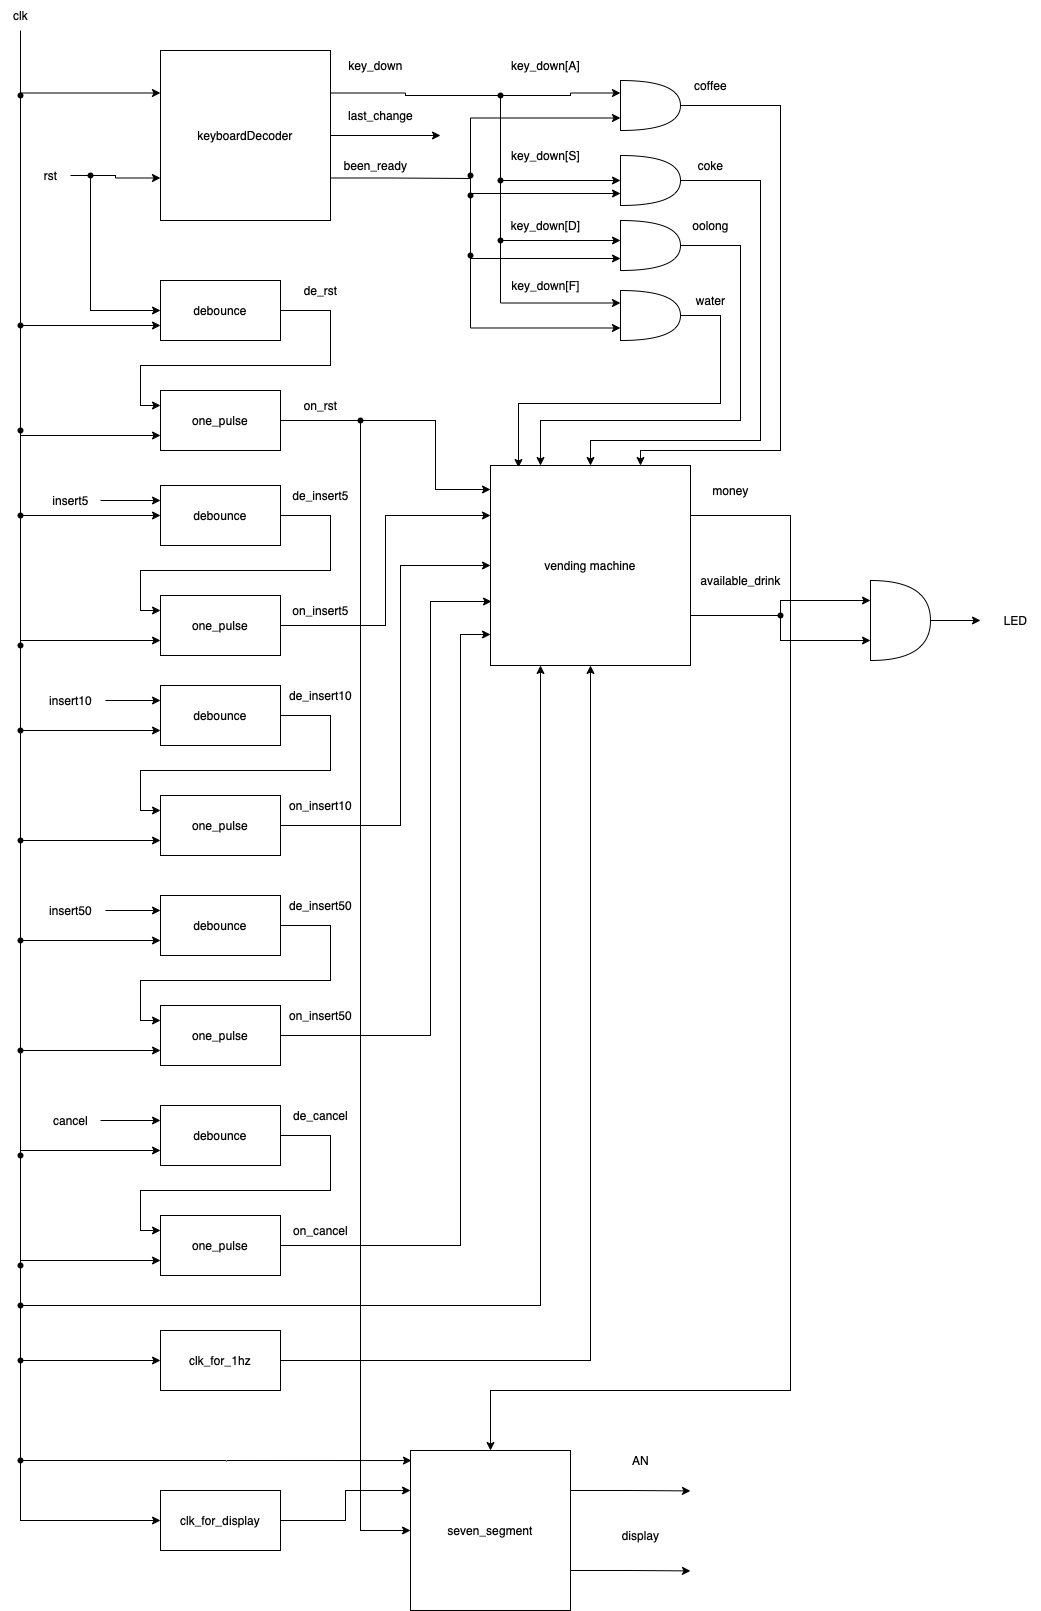 clk
key_down
key_down[A]
coffee
last_change
keyboardDecoder
been_ready
key_down[S]
coke
rst
key_down[D]
oolong
key_down[F]
de_rst
water
debounce
on_rst
one_pulse
insert5
de_insert5
money
debounce
vending machine
available_drink
on_insert5
one_pulse
LED
insert10
de_insert10
debounce
on_insert10
one_pulse
insert50
de_insert50
debounce
on_insert50
one_pulse
cancel
de_cancel
debounce
on_cancel
one_pulse
clk_for_1hz
AN
clk_for_display
seven_segment
display